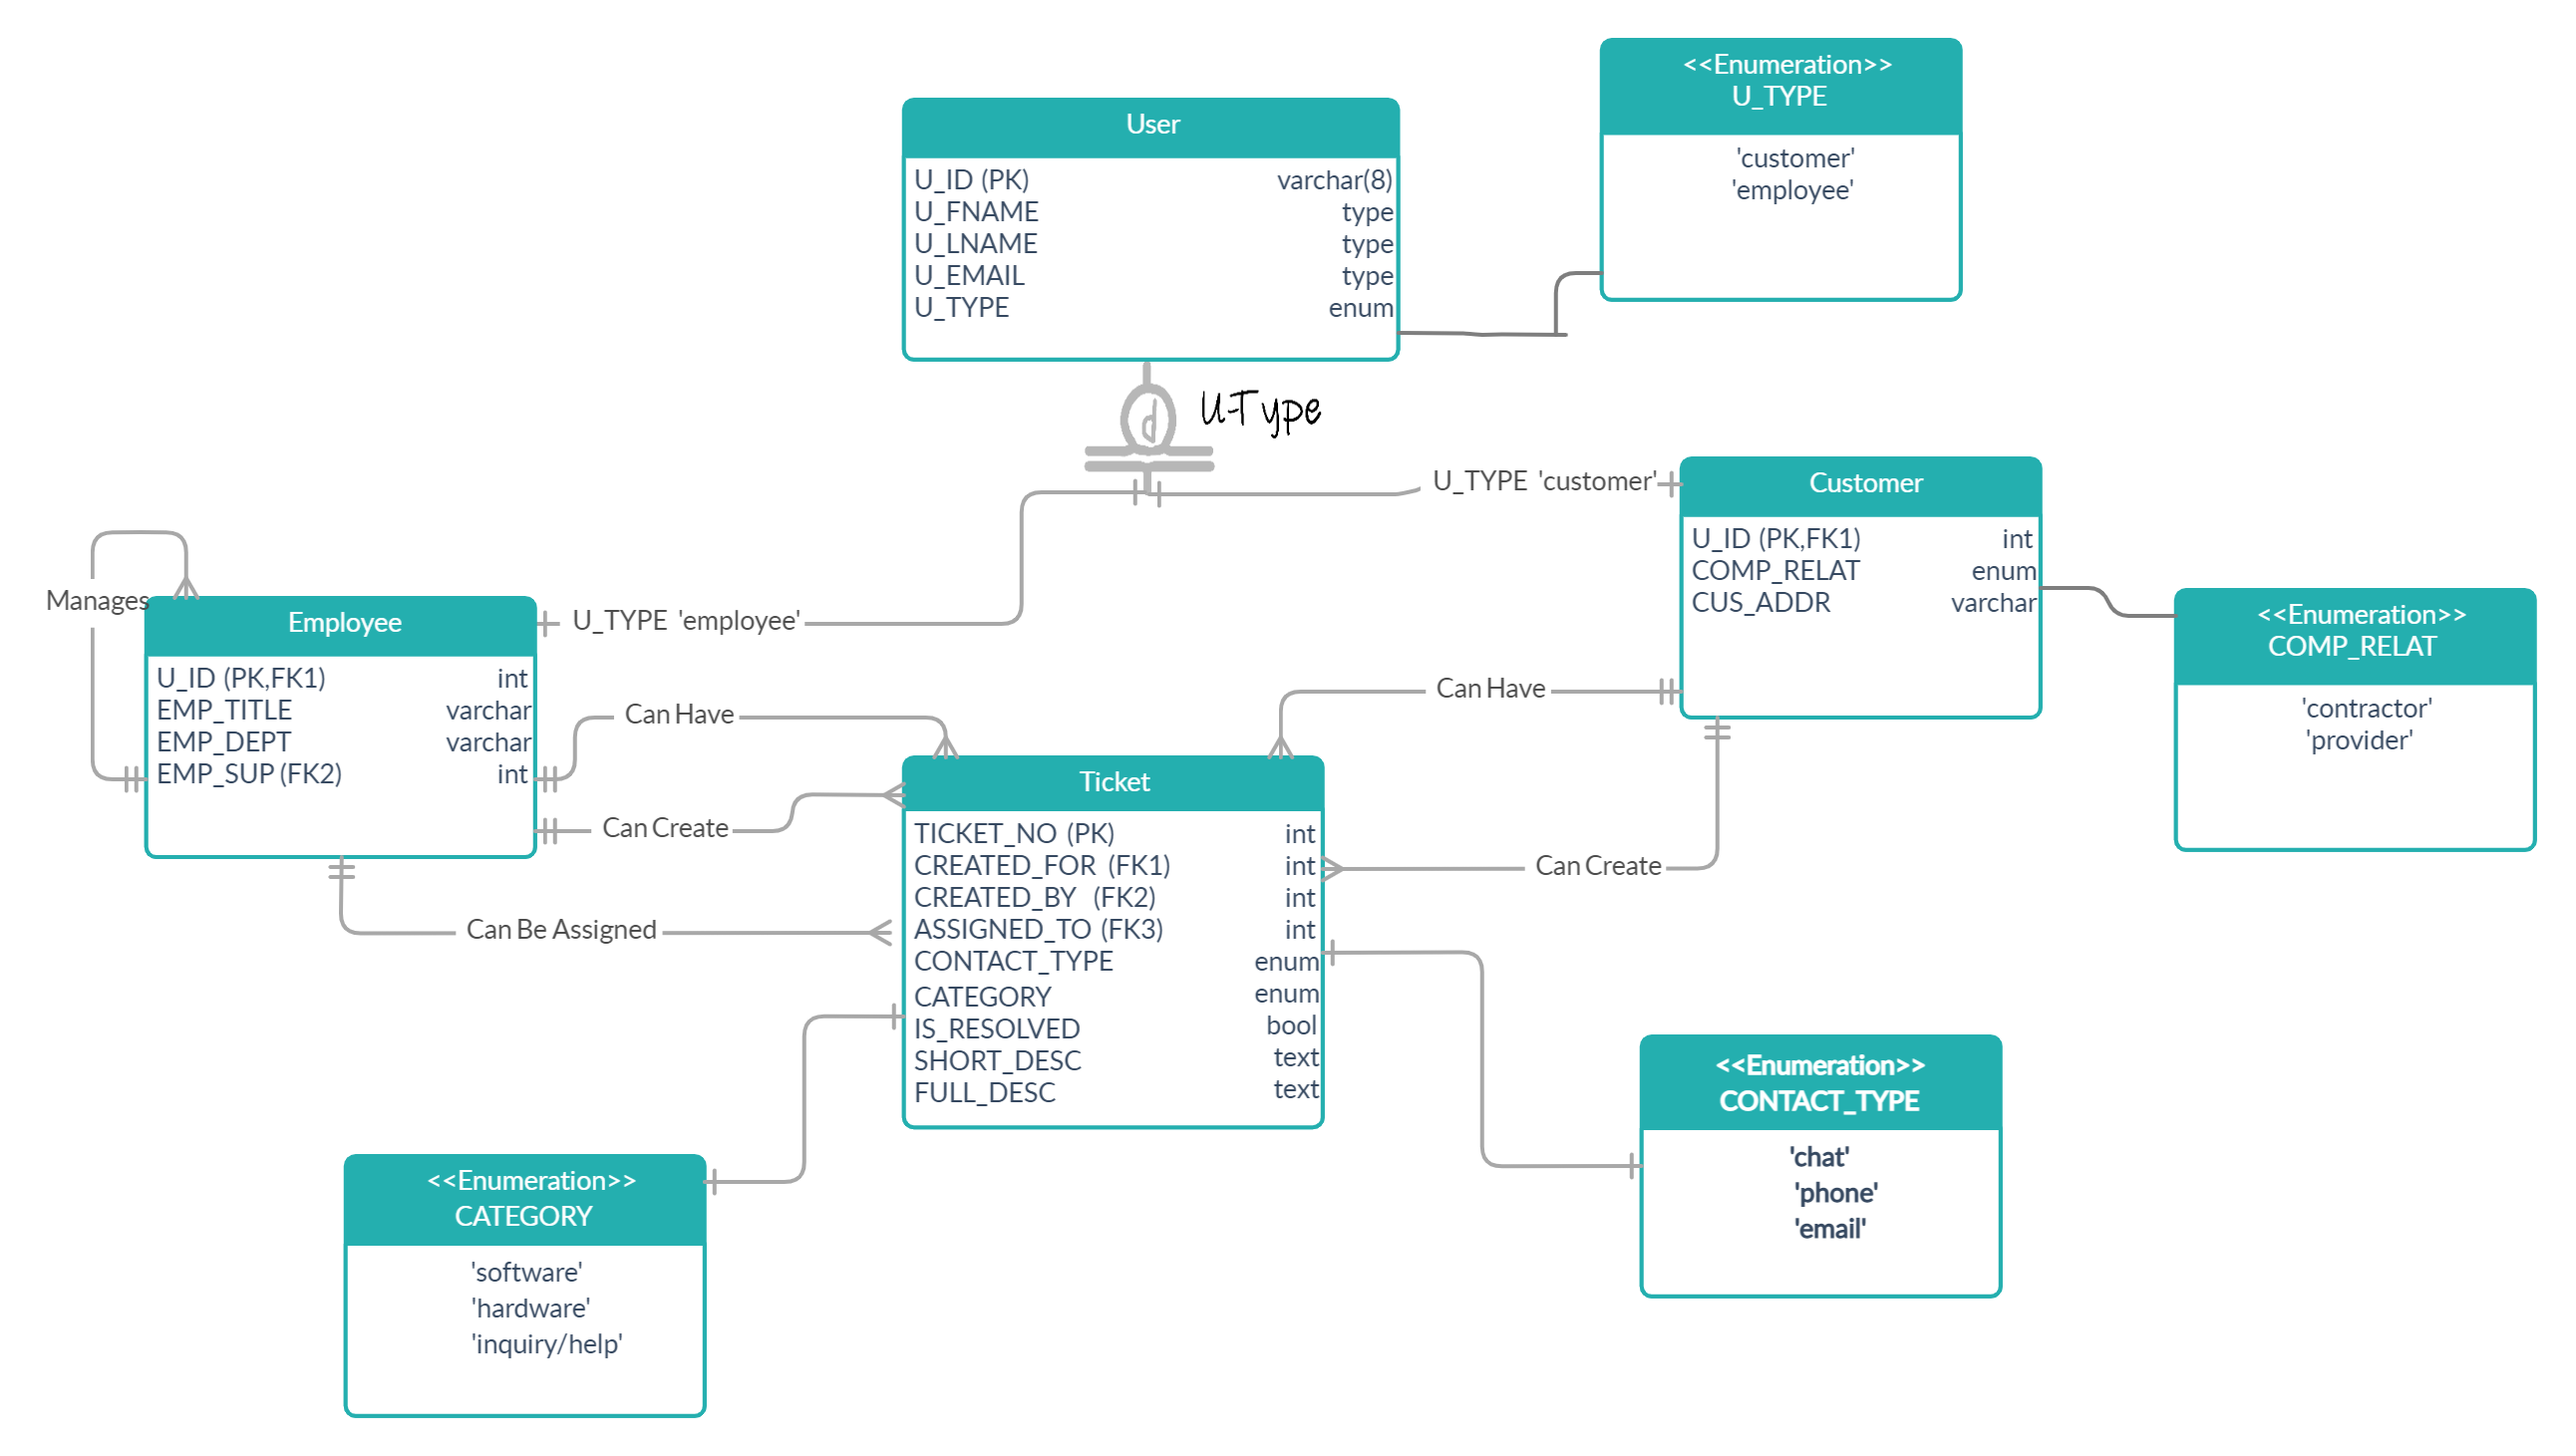 <<Enumeration>>
U_TYPE
'customer'
'employee'
User
U_ID (PK) varchar(8)
U_FNAME type
U_LNAME type
U_EMAIL type
U_TYPE enum
d
U-Type
U_TYPE 'customer'
Customer
U_ID (PK,FK1) int
COMP_RELAT enum
CUS_ADDR varchar
<<Enumeration>>
COMP_RELAT
'contractor'
'provider'
Manages
Employee
U_ID (PK,FK1) int
EMP_TITLE varchar
EMP_DEPT varchar
EMP_SUP (FK2) int
U_TYPE 'employee'
Can Have
Can Create
Can Be Assigned
Can Have
Can Create
Ticket
TICKET_NO (PK) int
CREATED_FOR (FK1) int
CREATED_BY (FK2) int
ASSIGNED_TO (FK3) int
CONTACT_TYPE enum
CATEGORY enum
IS_RESOLVED bool
SHORT_DESC text
FULL_DESC text
<<Enumeration>>
CONTACT_TYPE
'chat'
'phone'
'email'
<<Enumeration>>
CATEGORY
'software'
'hardware'
'inquiry/help'